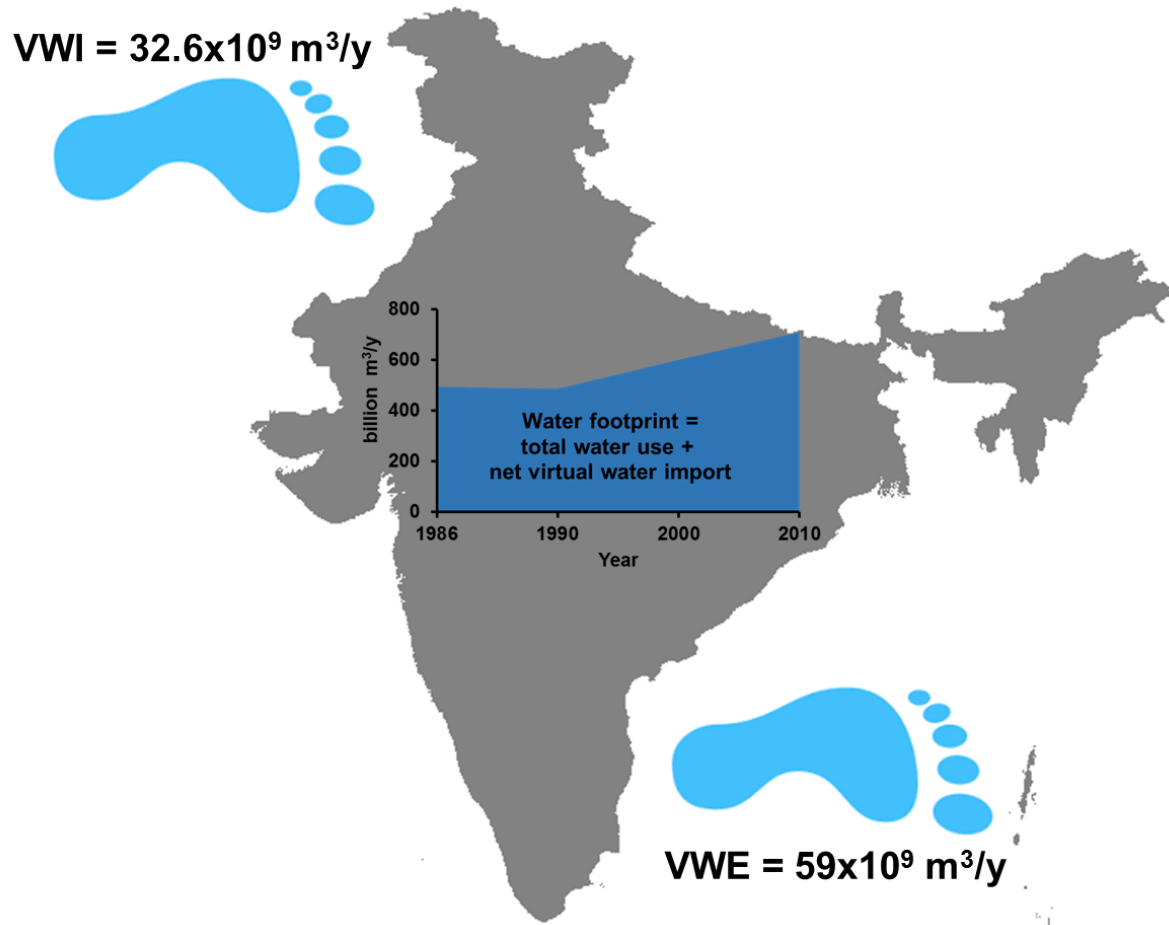 VWI = 32.6x10⁹ m³/y
800
600
400
200
0
billion m³/y
Water footprint =
total water use +
net virtual water import
1986 1990 2000 2010
Year
VWE = 59x10⁹ m³/y